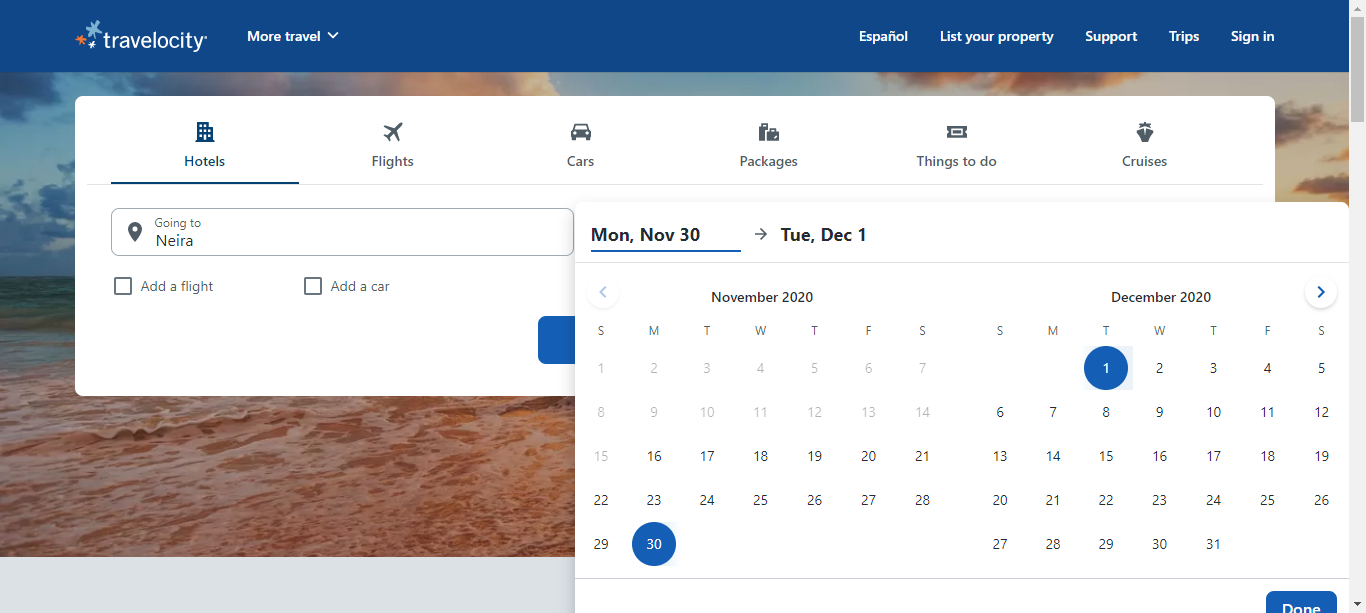 travelocity
More travel
Español
List your property
Support
Trips
Sign in
Hotels
Flights
Cars
Packages
Things to do
Cruises
Going to
Neira
Add a flight
Add a car
Mon, Nov 30
Tue, Dec 1
November 2020
S M T W T F S
1 2 3 4 5 6 7
8 9 10 11 12 13 14
15 16 17 18 19 20 21
22 23 24 25 26 27 28
29 30
December 2020
S M T W T F S
1 2 3 4 5
6 7 8 9 10 11 12
13 14 15 16 17 18 19
20 21 22 23 24 25 26
27 28 29 30 31
Done